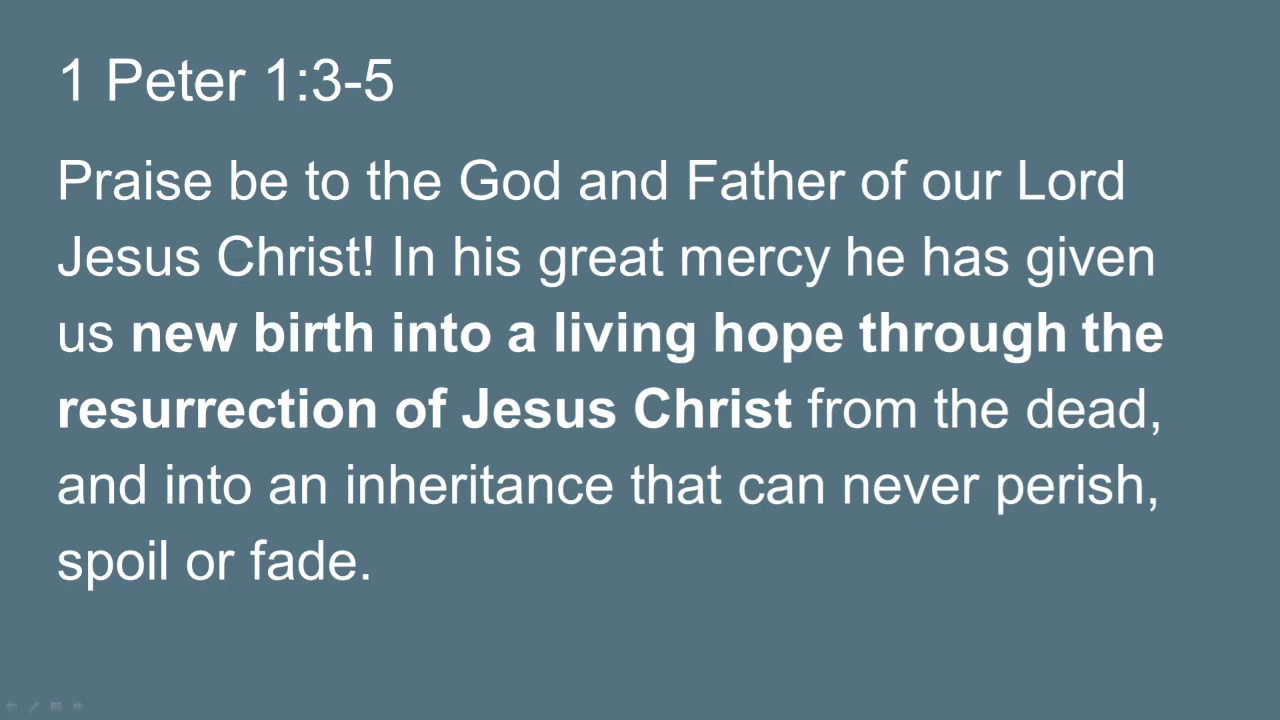 1 Peter 1:3-5
Praise be to the God and Father of our Lord
Jesus Christ! In his great mercy he has given
us new birth into a living hope through the
resurrection of Jesus Christ from the dead,
and into an inheritance that can never perish,
spoil or fade.